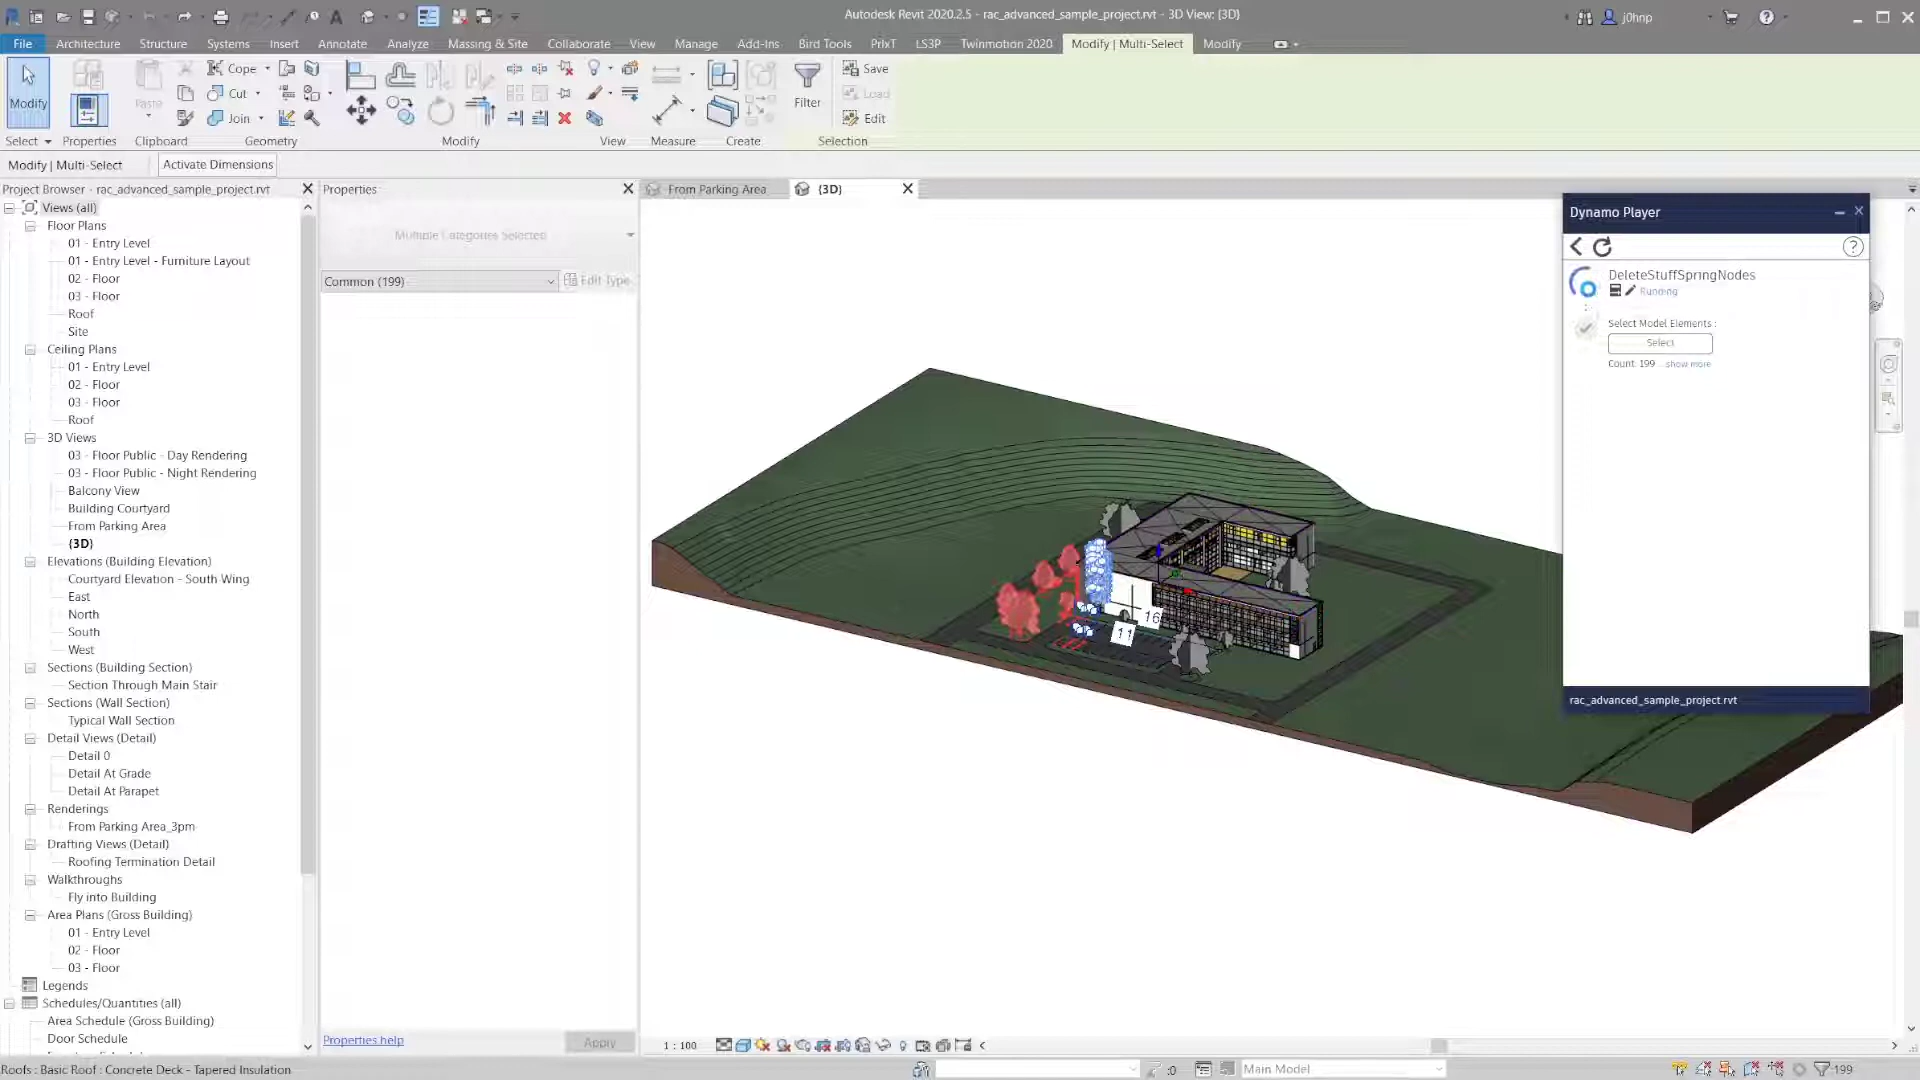 Autodesk Revit 2020.2.5 - rac_advanced_sample_project.rvt - 3D View: {3D}
j0hnp
File Architecture Structure Systems Insert Annotate Analyze Massing & Site Collaborate View Manage Add-Ins Bird Tools PrixT LS3P Twinmotion 2020 Modify | Multi-Select Modify
Modify
Paste
Cope
Cut
Join
Filter
Save
Load
Edit
Select Properties Clipboard Geometry Modify View Measure Create Selection
Modify | Multi-Select
Activate Dimensions
Project Browser - rac_advanced_sample_project.rvt
Views (all)
Floor Plans
01 - Entry Level
01 - Entry Level - Furniture Layout
02 - Floor
03 - Floor
Roof
Site
Ceiling Plans
01 - Entry Level
02 - Floor
03 - Floor
Roof
3D Views
03 - Floor Public - Day Rendering
03 - Floor Public - Night Rendering
Balcony View
Building Courtyard
From Parking Area
{3D}
Elevations (Building Elevation)
Courtyard Elevation - South Wing
East
North
South
West
Sections (Building Section)
Section Through Main Stair
Sections (Wall Section)
Typical Wall Section
Detail Views (Detail)
Detail 0
Detail At Grade
Detail At Parapet
Renderings
From Parking Area_3pm
Drafting Views (Detail)
Roofing Termination Detail
Walkthroughs
Fly into Building
Area Plans (Gross Building)
01 - Entry Level
02 - Floor
03 - Floor
Legends
Schedules/Quantities (all)
Area Schedule (Gross Building)
Door Schedule
Properties
Multiple Categories Selected
Common (199)
Edit Type
Properties help
Apply
From Parking Area
{3D}
16
11
Dynamo Player
DeleteStuffSpringNodes
Running
Select Model Elements :
Select
Count: 199 ...show more
rac_advanced_sample_project.rvt
1 : 100
Roofs : Basic Roof : Concrete Deck - Tapered Insulation
:0
Main Model
:199